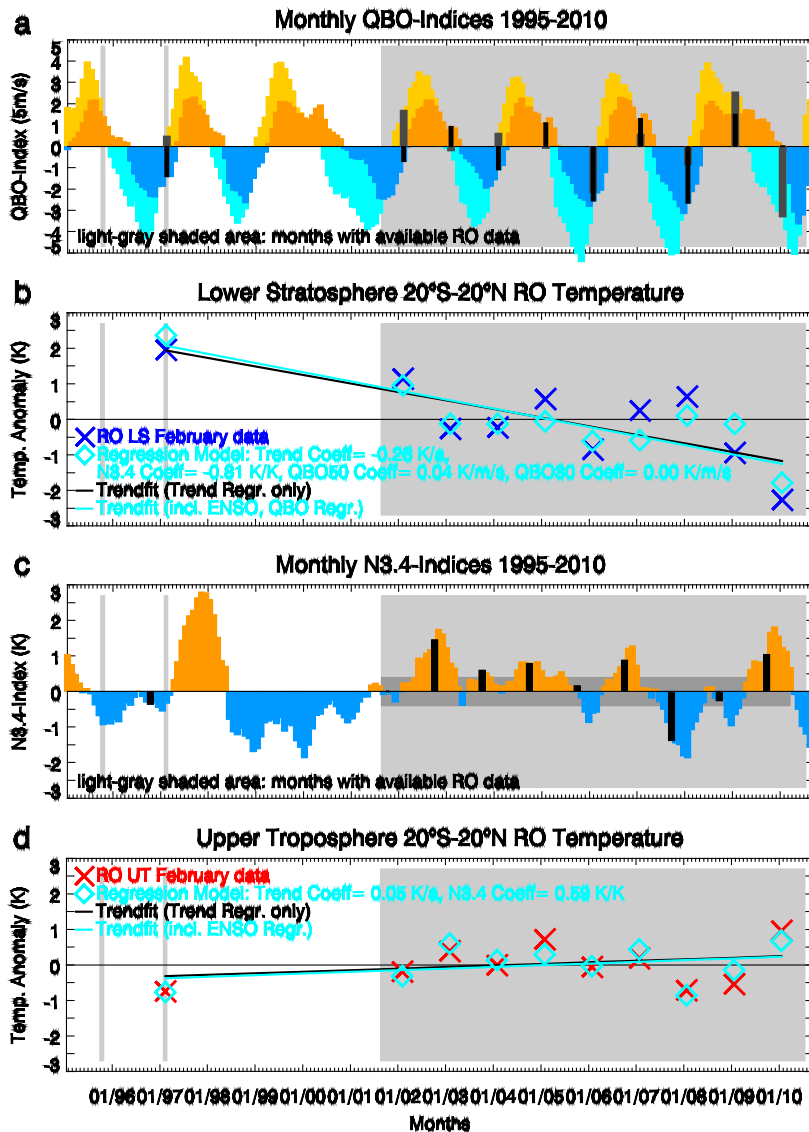 a
Monthly QBO-Indices 1995-2010
QBO-Index (5m/s)
5
4
3
2
1
0
-1
-2
-3
-4
-5
light-gray shaded area: months with available RO data
b
Lower Stratosphere 20°S-20°N RO Temperature
Temp. Anomaly (K)
3
2
1
0
-1
-2
-3
RO LS February data
Regression Model: Trend Coeff= -0.26 K/a,
N3.4 Coeff= -0.81 K/K, QBO50 Coeff= 0.04 K/m/s, QBO30 Coeff= 0.00 K/m/s
Trendfit (Trend Regr. only)
Trendfit (incl. ENSO, QBO Regr.)
c
Monthly N3.4-Indices 1995-2010
N3.4-Index (K)
3
2
1
0
-1
-2
-3
light-gray shaded area: months with available RO data
d
Upper Troposphere 20°S-20°N RO Temperature
Temp. Anomaly (K)
3
2
1
0
-1
-2
-3
RO UT February data
Regression Model: Trend Coeff= 0.05 K/a, N3.4 Coeff= 0.59 K/K
Trendfit (Trend Regr. only)
Trendfit (incl. ENSO Regr.)
01/96 01/97 01/98 01/99 01/00 01/01 01/02 01/03 01/04 01/05 01/06 01/07 01/08 01/09 01/10
Months